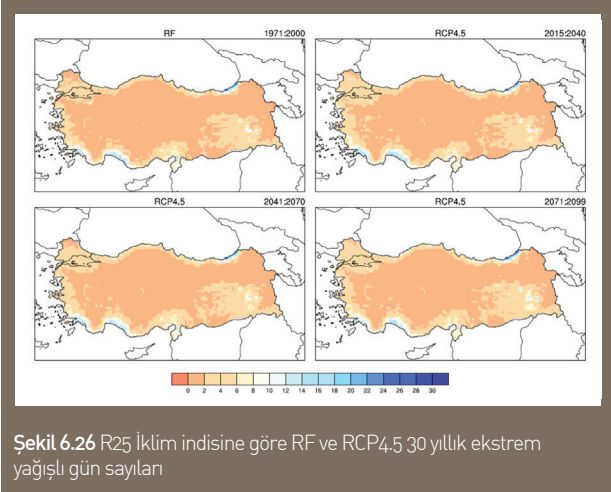 RF 1971:2000
RCP4.5 2015:2040
RCP4.5 2041:2070
RCP4.5 2071:2099
0 2 4 6 8 10 12 14 16 18 20 22 24 26 28 30
Şekil 6.26 R25 İklim indisine göre RF ve RCP4.5 30 yıllık ekstrem
yağışlı gün sayıları